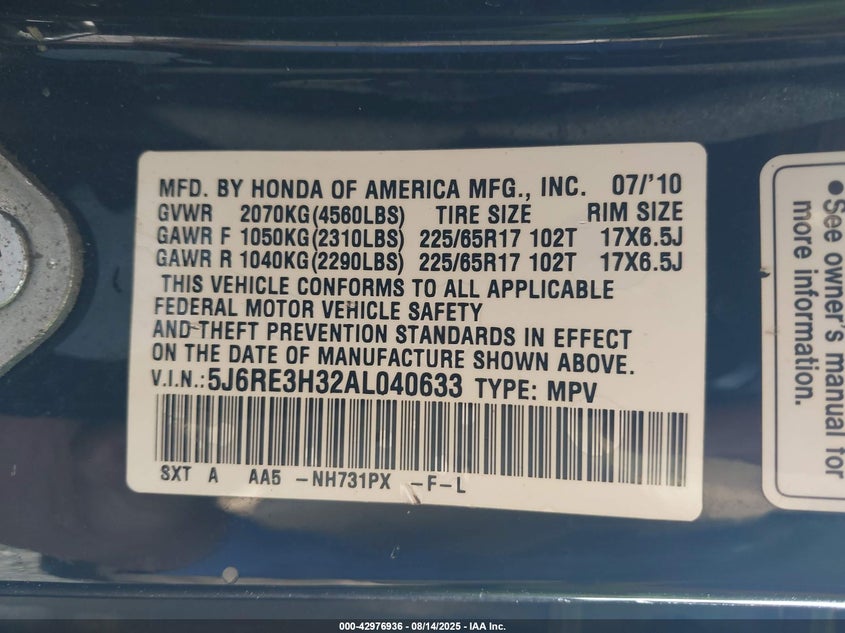 MFD. BY HONDA OF AMERICA MFG., INC. 07/'10
GVWR 2070KG(4560LBS) TIRE SIZE RIM SIZE
GAWR F 1050KG(2310LBS) 225/65R17 102T 17X6.5J
GAWR R 1040KG(2290LBS) 225/65R17 102T 17X6.5J
THIS VEHICLE CONFORMS TO ALL APPLICABLE
FEDERAL MOTOR VEHICLE SAFETY
AND THEFT PREVENTION STANDARDS IN EFFECT
ON THE DATE OF MANUFACTURE SHOWN ABOVE.
V.I.N.:5J6RE3H32AL040633 TYPE: MPV
SXT A AA5 -NH731PX -F-L
●See owner's manual for
more information.
000-42976936 - 08/14/2025 - IAA Inc.